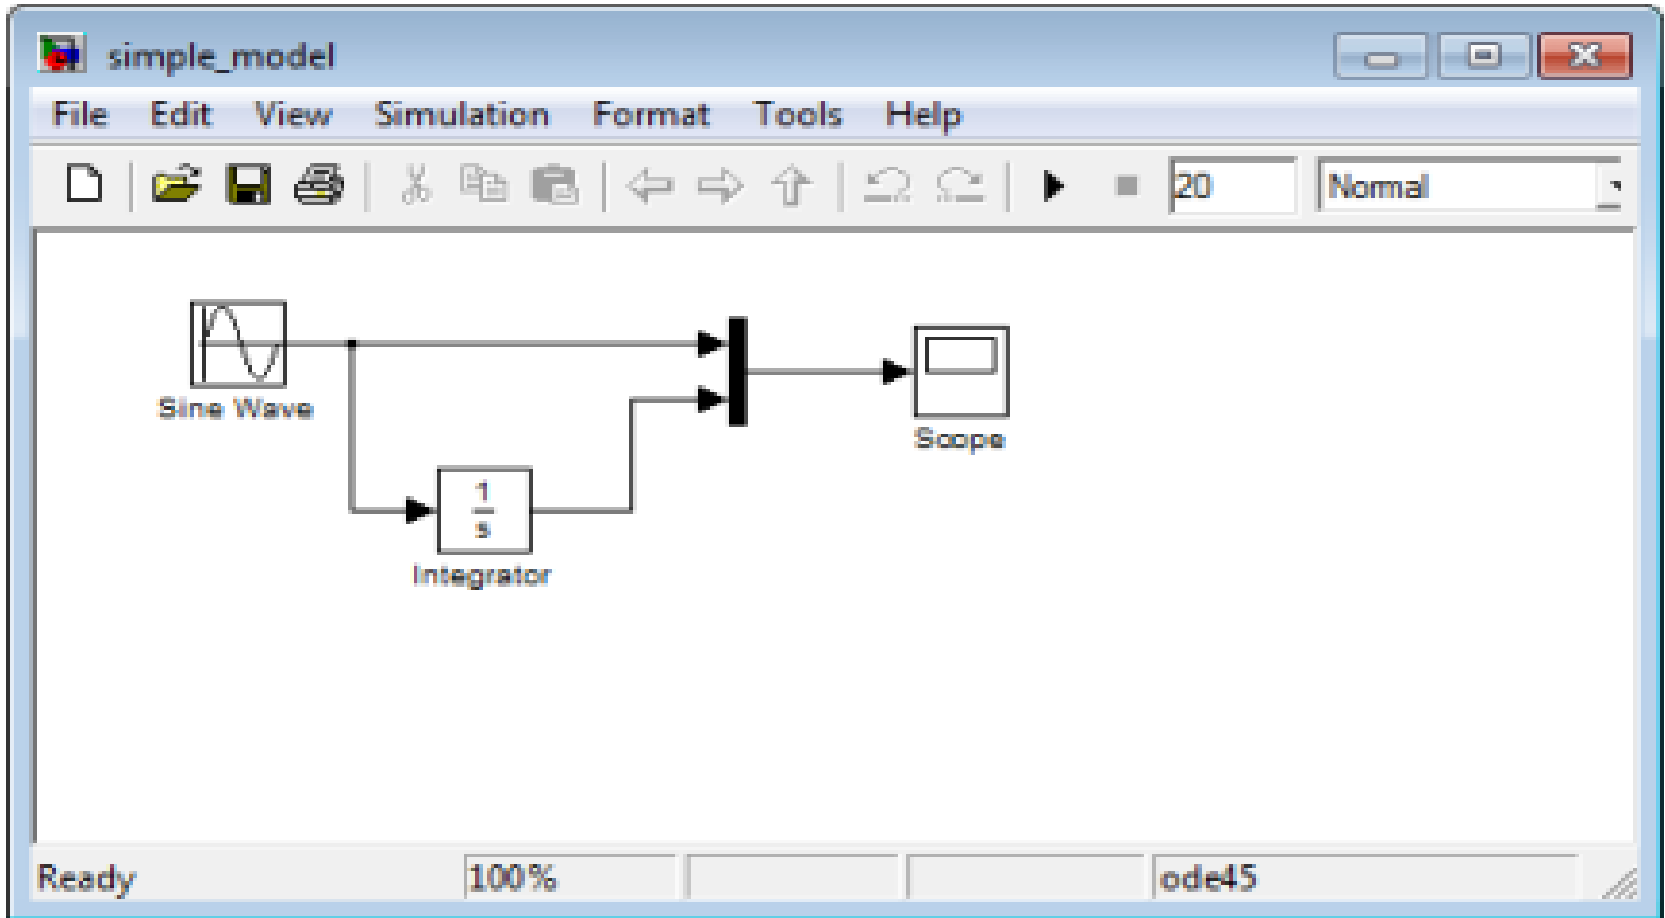 simple_model
File Edit View Simulation Format Tools Help
20 Normal
Sine Wave
Scope
1
s
Integrator
Ready 100% ode45